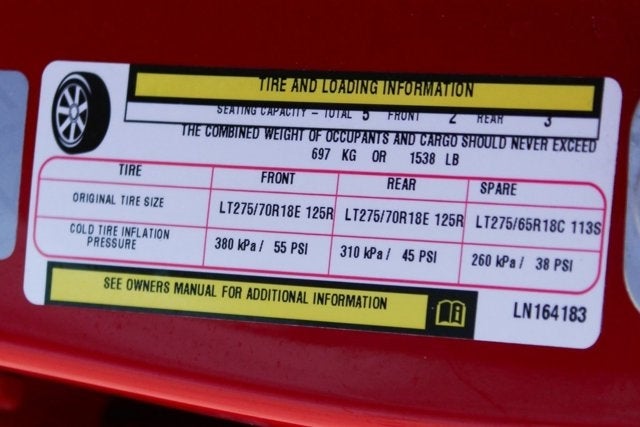 TIRE AND LOADING INFORMATION
SEATING CAPACITY - TOTAL 5 FRONT 2 REAR 3
THE COMBINED WEIGHT OF OCCUPANTS AND CARGO SHOULD NEVER EXCEED
697 KG OR 1538 LB
TIRE FRONT REAR SPARE
ORIGINAL TIRE SIZE LT275/70R18E 125R LT275/70R18E 125R LT275/65R18C 113S
COLD TIRE INFLATION
PRESSURE 380 kPa / 55 PSI 310 kPa / 45 PSI 260 kPa / 38 PSI
SEE OWNERS MANUAL FOR ADDITIONAL INFORMATION
LN164183